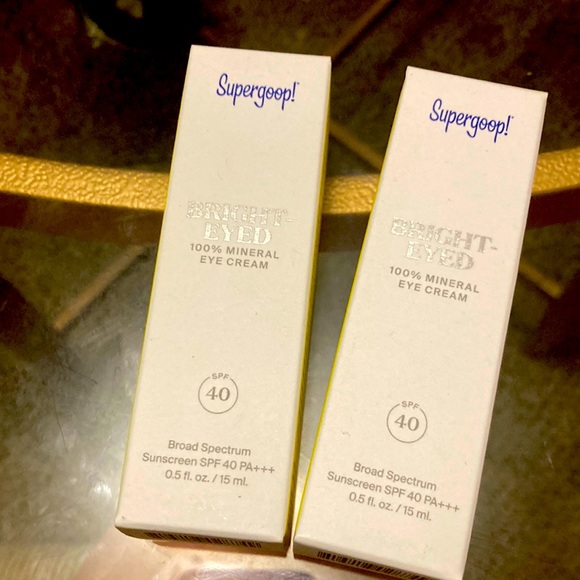 Supergoop!
BRIGHT-
EYED
100% MINERAL
EYE CREAM
SPF
40
Broad Spectrum
Sunscreen SPF 40 PA+++
0.5 fl. oz. / 15 ml.
Supergoop!
BRIGHT-
EYED
100% MINERAL
EYE CREAM
SPF
40
Broad Spectrum
Sunscreen SPF 40 PA+++
0.5 fl. oz. / 15 ml.